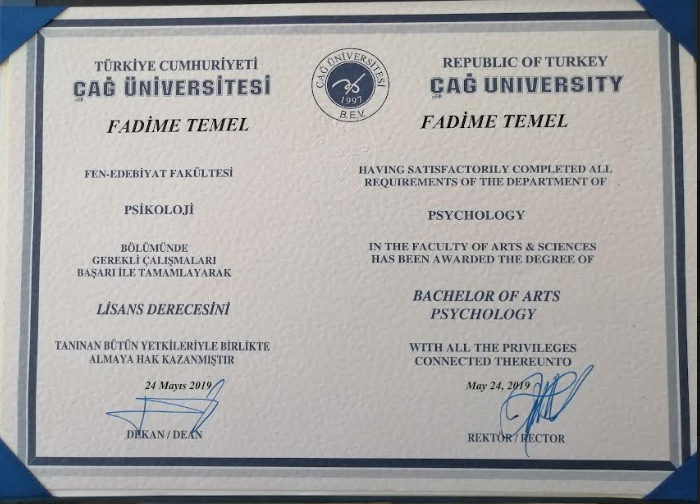 TÜRKİYE CUMHURİYETİ
ÇAĞ ÜNİVERSİTESİ
FADİME TEMEL
FEN-EDEBİYAT FAKÜLTESİ
PSİKOLOJİ
BÖLÜMÜNDE
GEREKLİ ÇALIŞMALARI
BAŞARI İLE TAMAMLAYARAK
LİSANS DERECESİNİ
TANINAN BÜTÜN YETKİLERİYLE BİRLİKTE
ALMAYA HAK KAZANMIŞTIR
24 Mayıs 2019
DEKAN / DEAN
ÇAĞ ÜNİVERSİTESİ
1997
B.E.V.
REPUBLIC OF TURKEY
ÇAĞ UNIVERSITY
FADİME TEMEL
HAVING SATISFACTORILY COMPLETED ALL
REQUIREMENTS OF THE DEPARTMENT OF
PSYCHOLOGY
IN THE FACULTY OF ARTS & SCIENCES
HAS BEEN AWARDED THE DEGREE OF
BACHELOR OF ARTS
PSYCHOLOGY
WITH ALL THE PRIVILEGES
CONNECTED THEREUNTO
May 24, 2019
REKTÖR / RECTOR